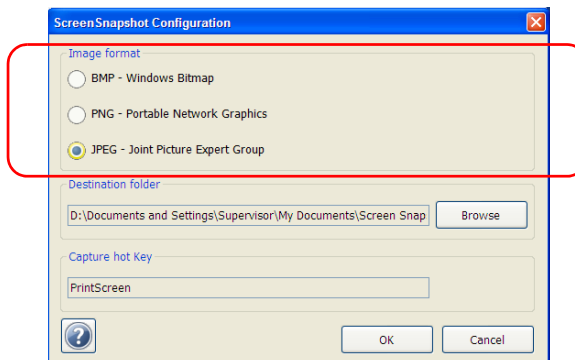 ScreenSnapshot Configuration
Image format
BMP - Windows Bitmap
PNG - Portable Network Graphics
JPEG - Joint Picture Expert Group
Destination folder
D:\Documents and Settings\Supervisor\My Documents\Screen Snap
Browse
Capture hot Key
PrintScreen
?
OK
Cancel